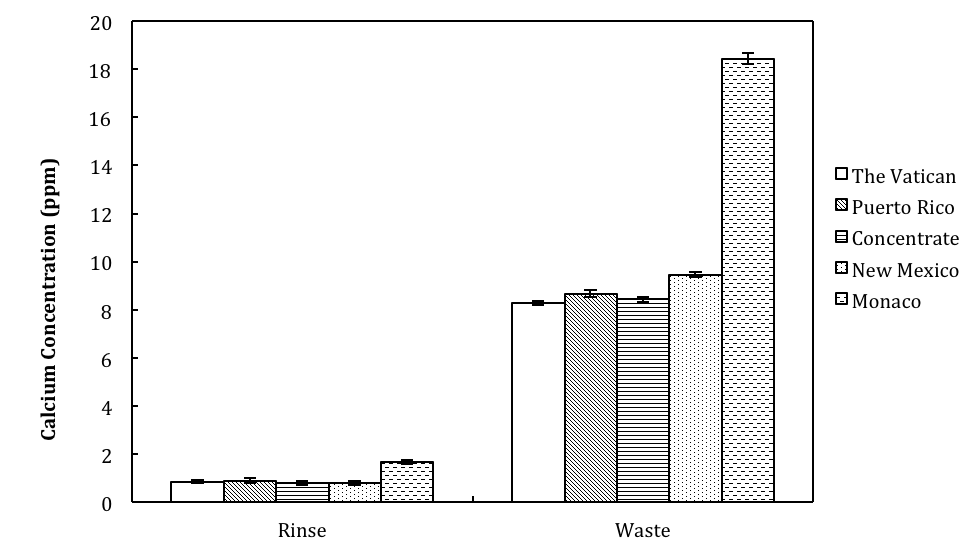 Calcium Concentration (ppm)
20
18
16
14
12
10
8
6
4
2
0
Rinse
Waste
The Vatican
Puerto Rico
Concentrate
New Mexico
Monaco